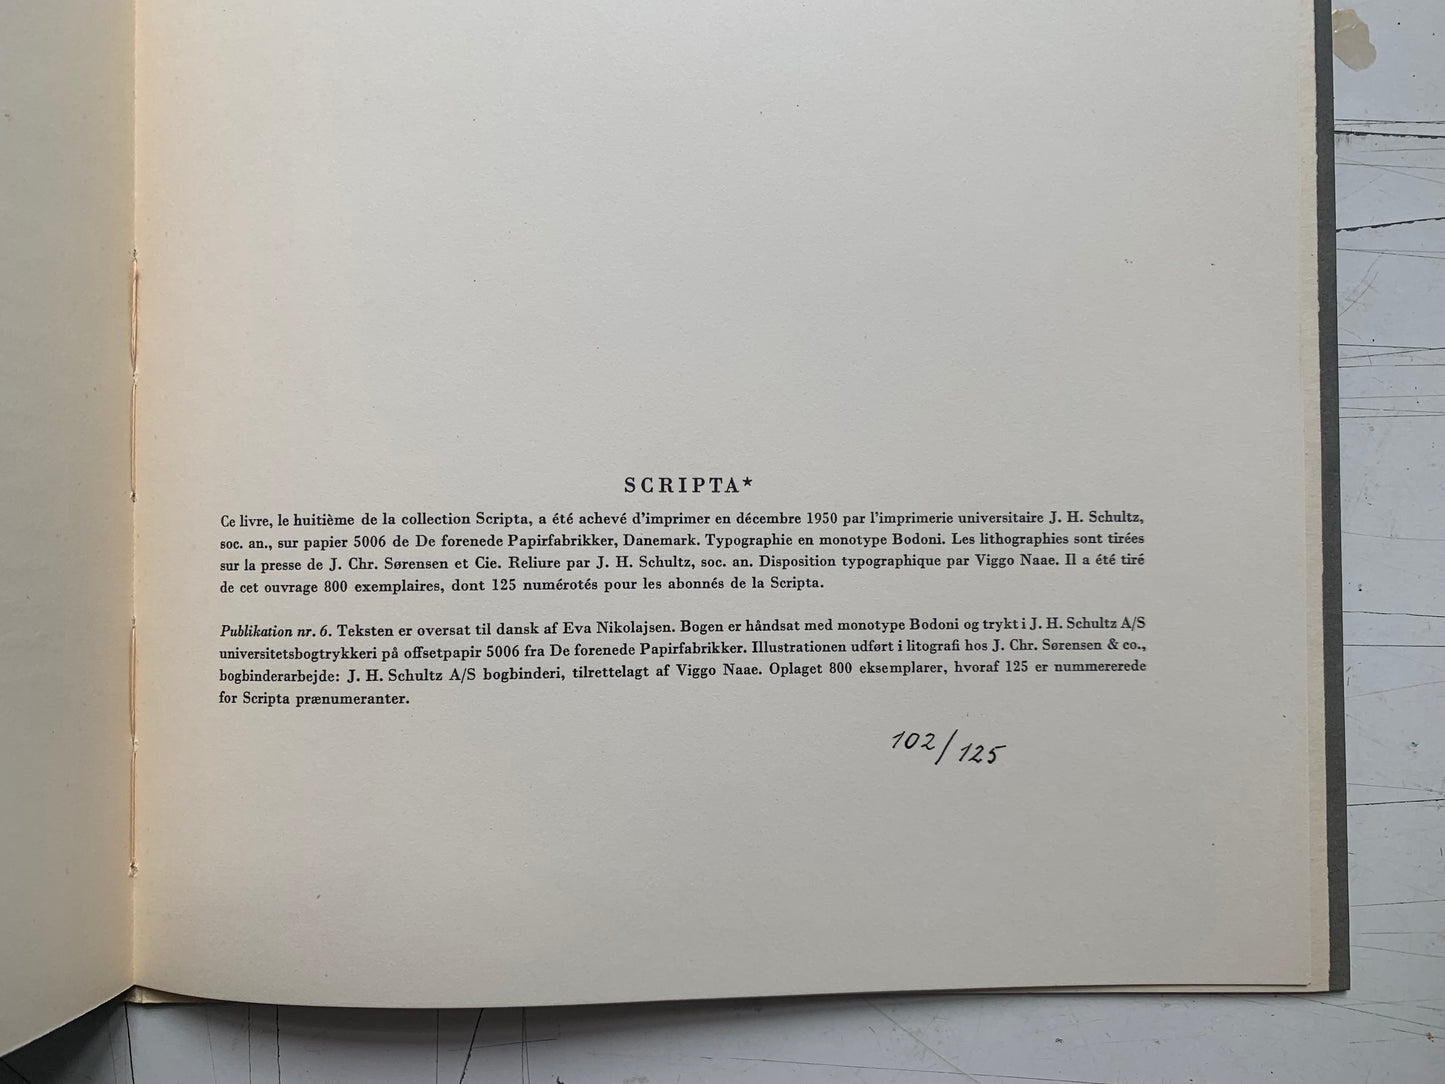 SCRIPTA*
Ce livre, le huitième de la collection Scripta, a été achevé d'imprimer en décembre 1950 par l'imprimerie universitaire J. H. Schultz,
soc. an., sur papier 5006 de De forenede Papirfabrikker, Danemark. Typographie en monotype Bodoni. Les lithographies sont tirées
sur la presse de J. Chr. Sørensen et Cie. Reliure par J. H. Schultz, soc. an. Disposition typographique par Viggo Naae. Il a été tiré
de cet ouvrage 800 exemplaires, dont 125 numérotés pour les abonnés de la Scripta.
Publikation nr. 6. Teksten er oversat til dansk af Eva Nikolajsen. Bogen er håndsat med monotype Bodoni og trykt i J. H. Schultz A/S
universitetsbogtrykkeri på offsetpapir 5006 fra De forenede Papirfabrikker. Illustrationen udført i litografi hos J. Chr. Sørensen & co.,
bogbinderarbejde: J. H. Schultz A/S bogbinderi, tilrettelagt af Viggo Naae. Oplaget 800 eksemplarer, hvoraf 125 er nummererede
for Scripta prænumeranter.
102/125